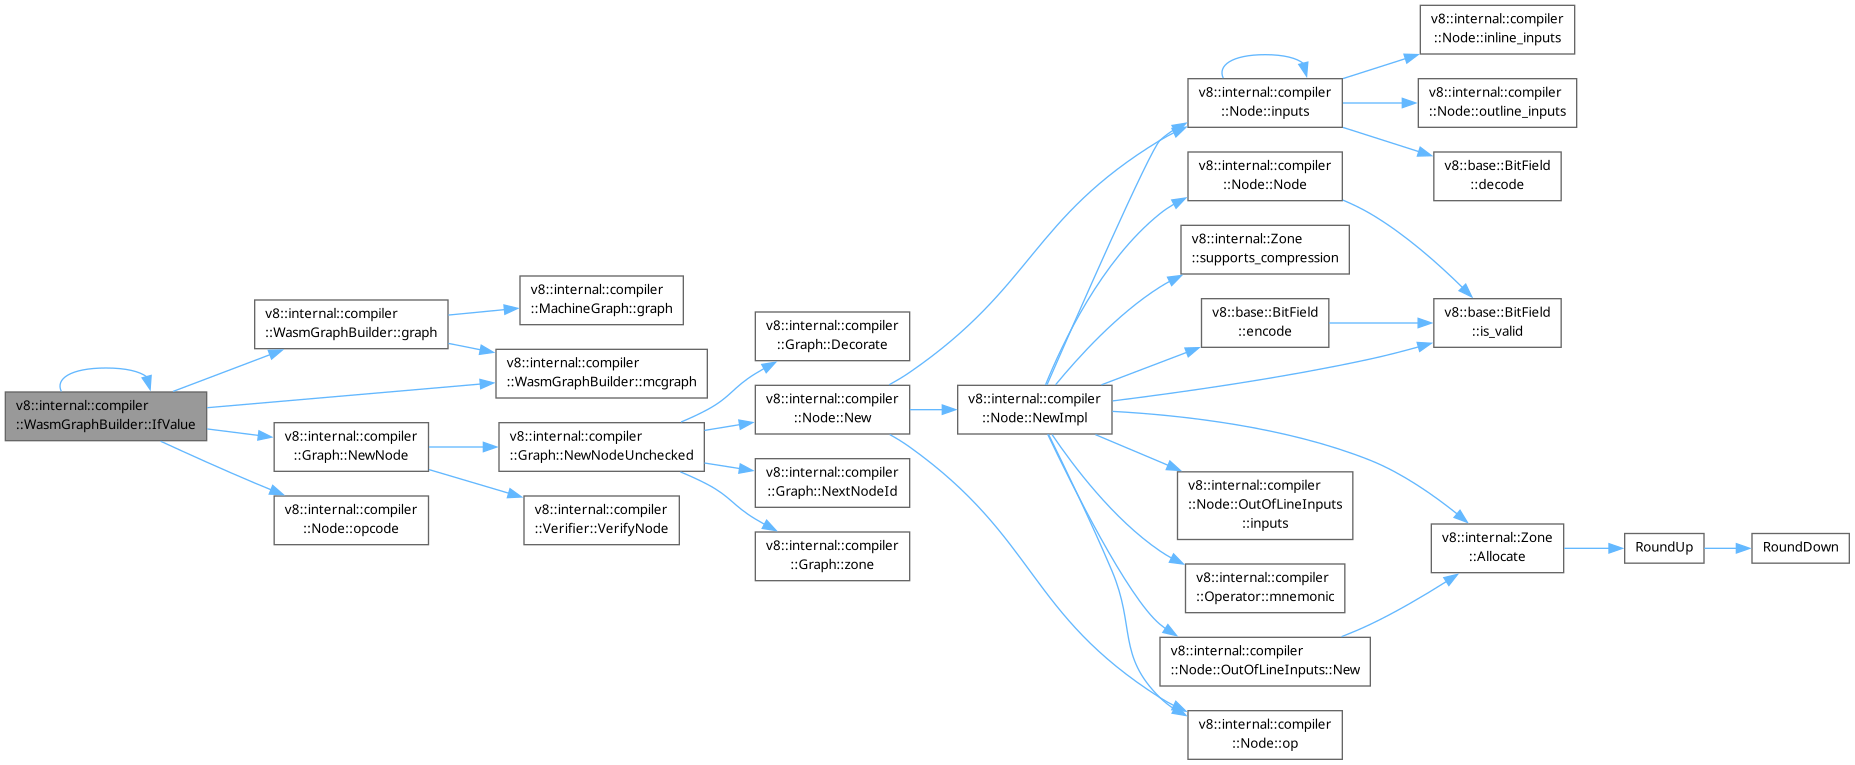 v8::internal::compiler
::WasmGraphBuilder::IfValue
v8::internal::compiler
::WasmGraphBuilder::graph
v8::internal::compiler
::Graph::NewNode
v8::internal::compiler
::Node::opcode
v8::internal::compiler
::MachineGraph::graph
v8::internal::compiler
::WasmGraphBuilder::mcgraph
v8::internal::compiler
::Graph::NewNodeUnchecked
v8::internal::compiler
::Verifier::VerifyNode
v8::internal::compiler
::Graph::Decorate
v8::internal::compiler
::Node::New
v8::internal::compiler
::Graph::NextNodeId
v8::internal::compiler
::Graph::zone
v8::internal::compiler
::Node::NewImpl
v8::internal::compiler
::Node::inputs
v8::internal::compiler
::Node::Node
v8::internal::Zone
::supports_compression
v8::base::BitField
::encode
v8::internal::compiler
::Node::OutOfLineInputs
::inputs
v8::internal::compiler
::Operator::mnemonic
v8::internal::compiler
::Node::OutOfLineInputs::New
v8::internal::compiler
::Node::op
v8::internal::compiler
::Node::inline_inputs
v8::internal::compiler
::Node::outline_inputs
v8::base::BitField
::decode
v8::base::BitField
::is_valid
v8::internal::Zone
::Allocate
RoundUp
RoundDown